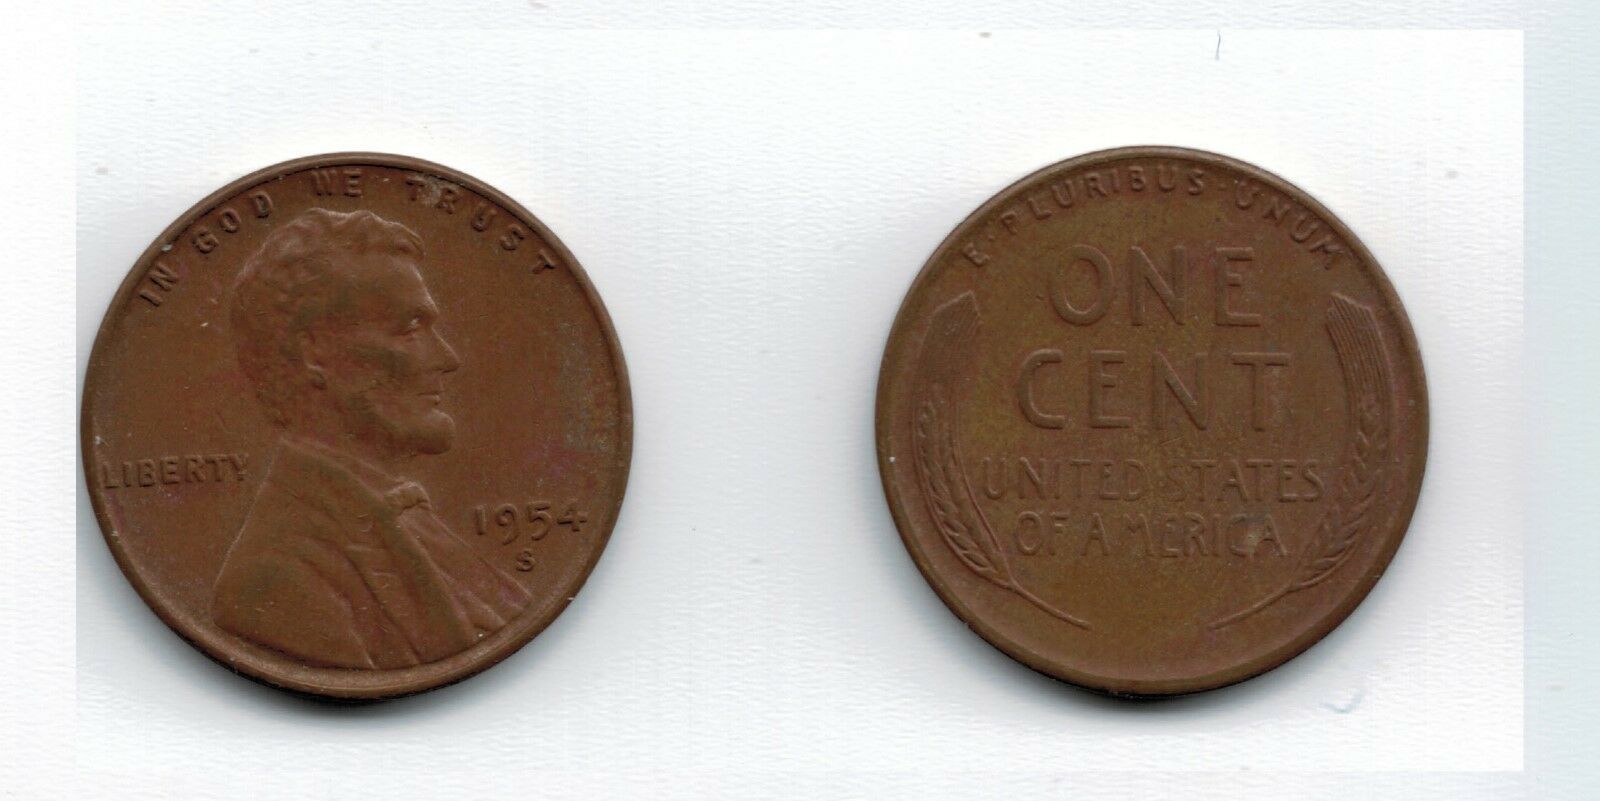 IN GOD WE TRUST
LIBERTY
1954
S
E·PLURIBUS·UNUM
ONE
CENT
UNITED STATES
OF AMERICA